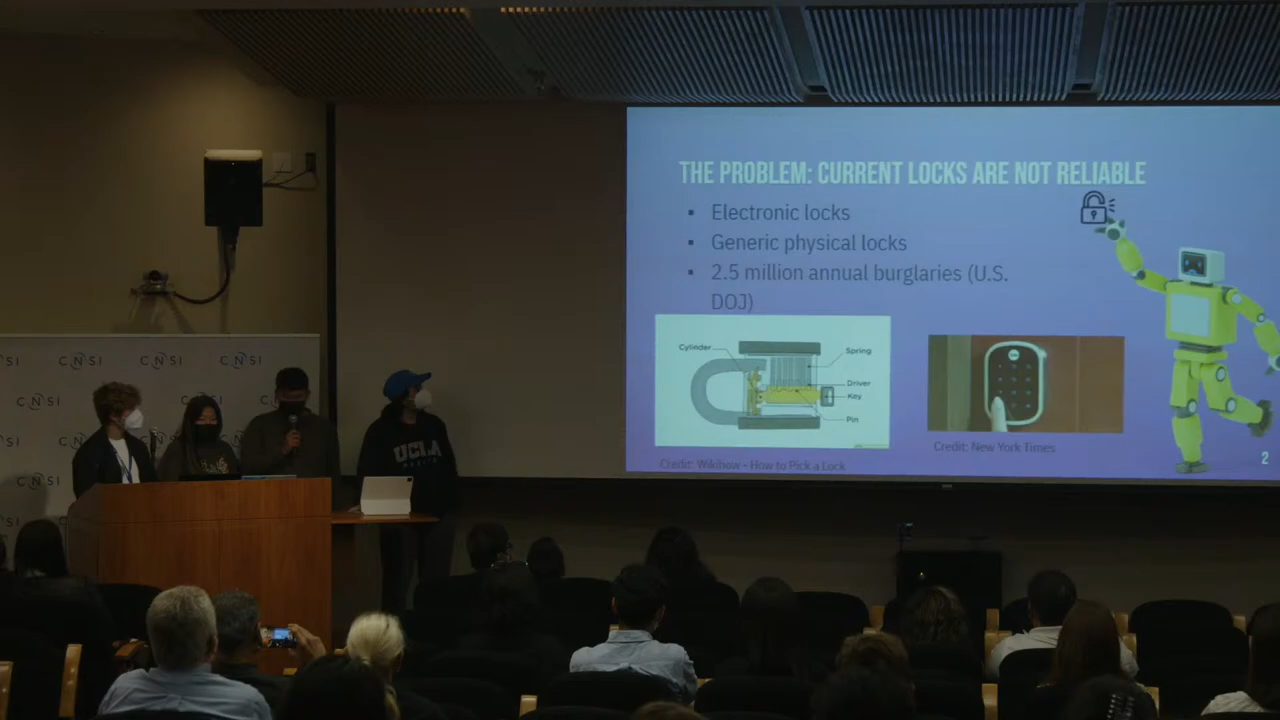 THE PROBLEM: CURRENT LOCKS ARE NOT RELIABLE
▪ Electronic locks
▪ Generic physical locks
▪ 2.5 million annual burglaries (U.S.
DOJ)
Cylinder
Spring
Driver
Key
Pin
Credit: Wikihow - How to Pick a Lock
Credit: New York Times
2
CNSI CNSI CNSI
CNSI
CNSI
UCLA